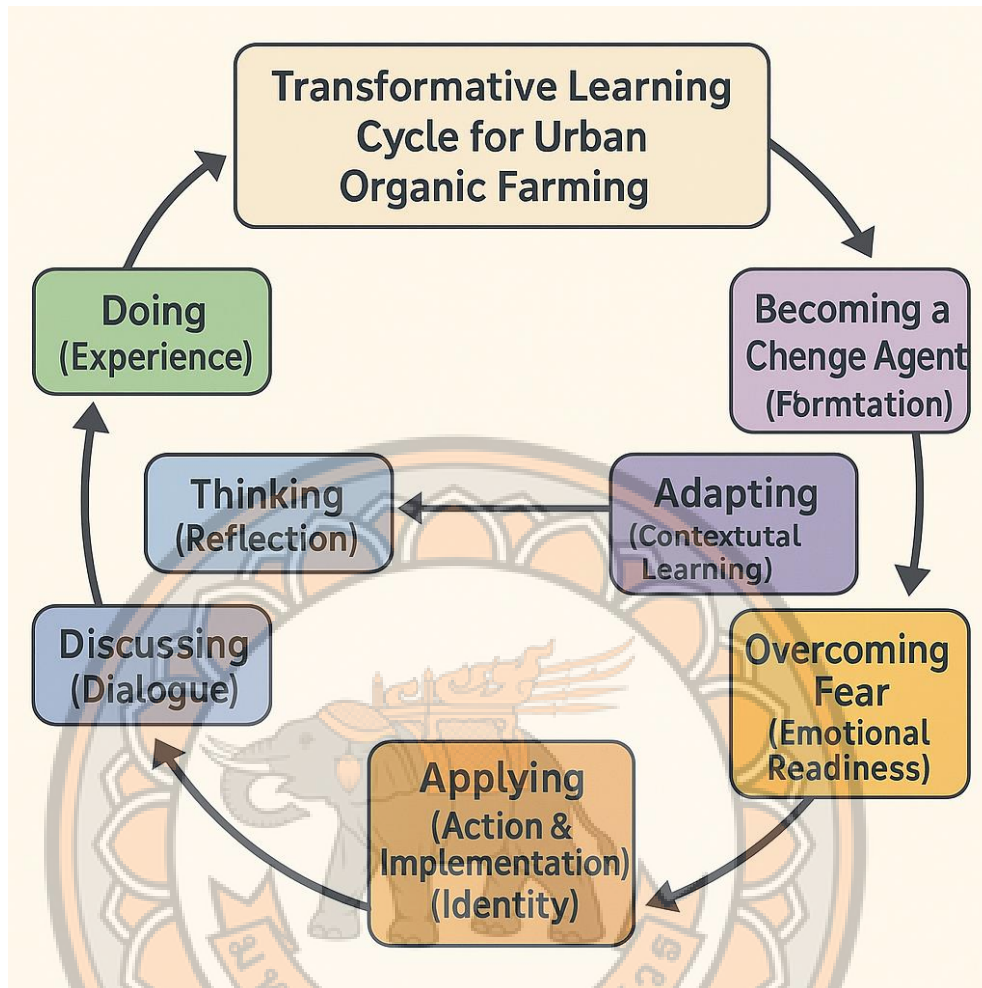 Transformative Learning
Cycle for Urban
Organic Farming
Doing
(Experience)
Becoming a
Chenge Agent
(Formtation)
Thinking
(Reflection)
Adapting
(Contextutal
Learning)
Discussing
(Dialogue)
Overcoming
Fear
(Emotional
Readiness)
Applying
(Action &
Implementation)
(Identity)